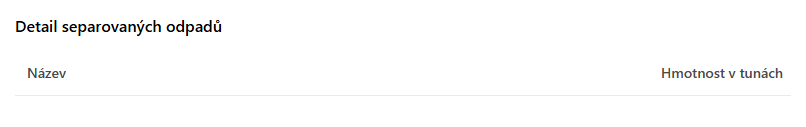 Detail separovaných odpadů
Název Hmotnost v tunách